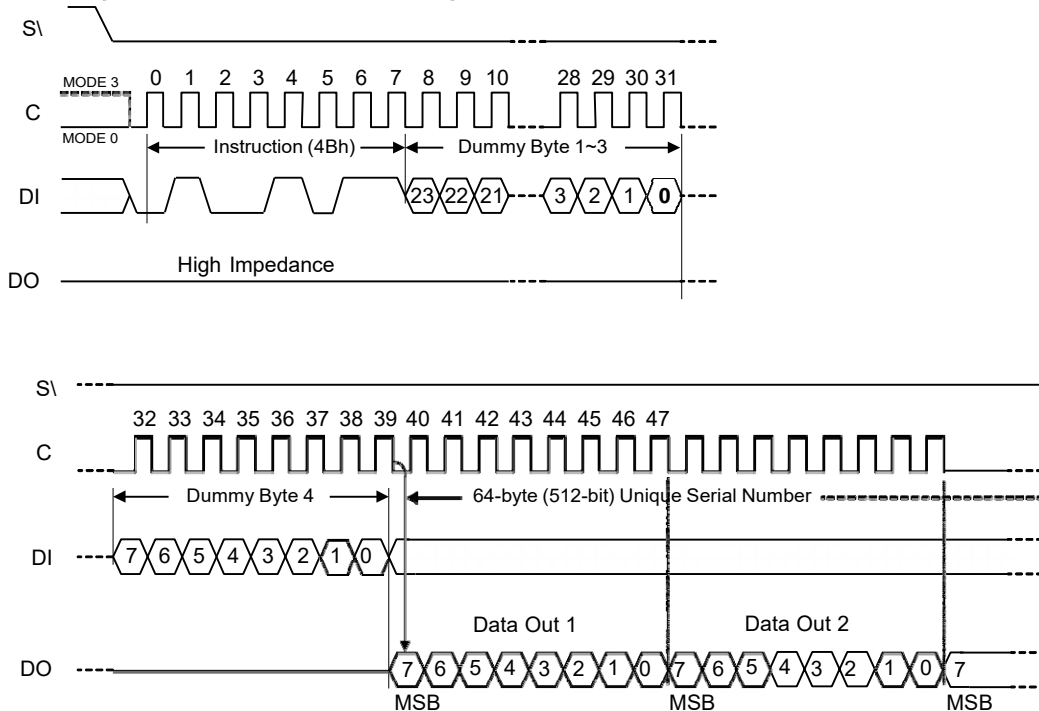 S\
MODE 3 0 1 2 3 4 5 6 7 8 9 10 28 29 30 31
C
MODE 0
Instruction (4Bh) Dummy Byte 1~3
DI 23 22 21 3 2 1 0
High Impedance
DO
S\
32 33 34 35 36 37 38 39 40 41 42 43 44 45 46 47
C
Dummy Byte 4 64-byte (512-bit) Unique Serial Number
DI 7 6 5 4 3 2 1 0
Data Out 1 Data Out 2
DO 7 6 5 4 3 2 1 0 7 6 5 4 3 2 1 0 7
MSB MSB MSB